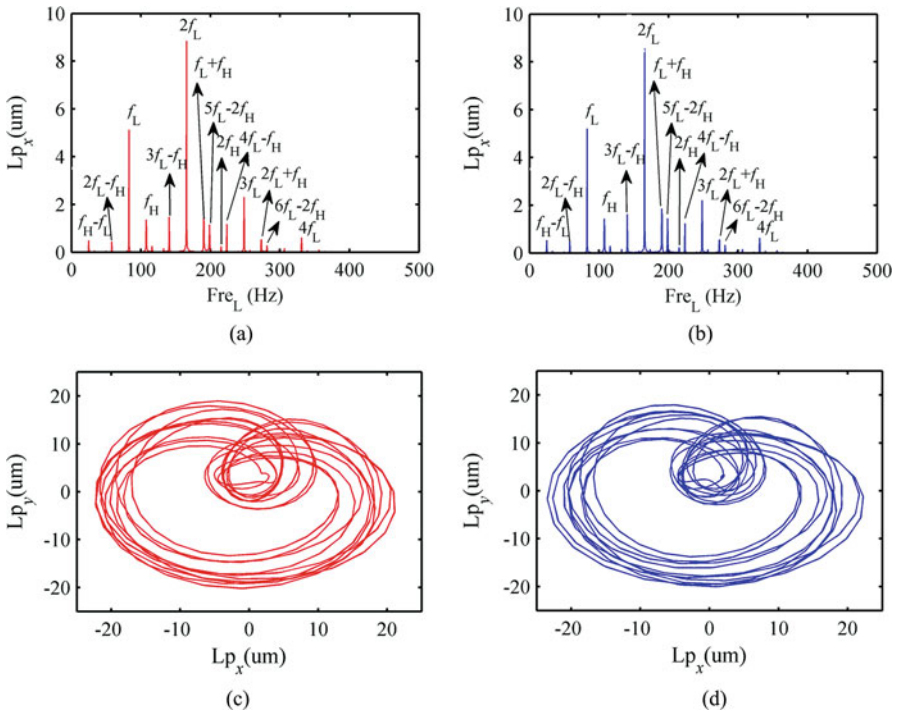 10
8
6
4
2
0
Lp_x(um)
2f_L
f_L+f_H
5f_L-2f_H
f_L
2f_H
4f_L-f_H
3f_L-f_H
2f_L-f_H
f_H
3f_L
2f_L+f_H
f_H-f_L
6f_L-2f_H
4f_L
0 100 200 300 400 500
Fre_L (Hz)
(a)
10
8
6
4
2
0
Lp_x(um)
2f_L
f_L+f_H
5f_L-2f_H
f_L
2f_H
4f_L-f_H
3f_L-f_H
2f_L-f_H
f_H
3f_L
2f_L+f_H
f_H-f_L
6f_L-2f_H
4f_L
0 100 200 300 400 500
Fre_L (Hz)
(b)
20
10
0
-10
-20
Lp_y(um)
-20 -10 0 10 20
Lp_x(um)
(c)
20
10
0
-10
-20
Lp_y(um)
-20 -10 0 10 20
Lp_x(um)
(d)